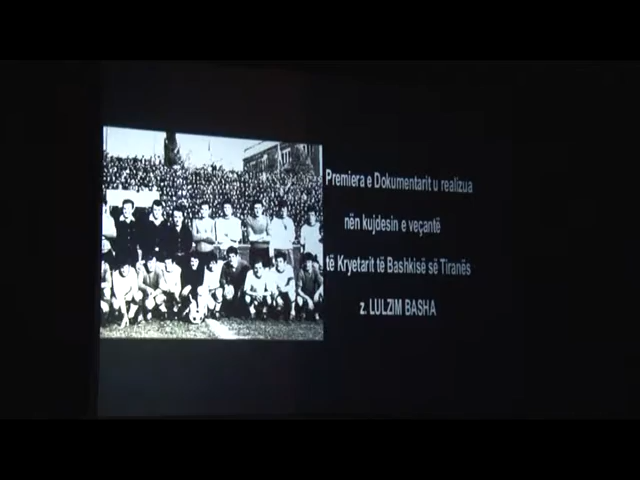 Premiera e Dokumentarit u realizua
nën kujdesin e veçantë
të Kryetarit të Bashkisë së Tiranës
z. LULZIM BASHA